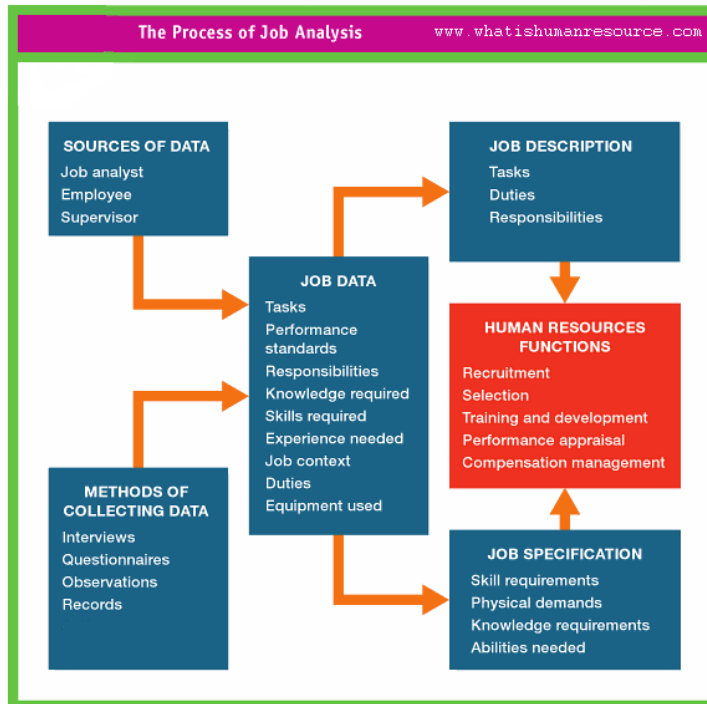 The Process of Job Analysis
www.whatishumanresource.com
SOURCES OF DATA
Job analyst
Employee
Supervisor
METHODS OF
COLLECTING DATA
Interviews
Questionnaires
Observations
Records
JOB DATA
Tasks
Performance
standards
Responsibilities
Knowledge required
Skills required
Experience needed
Job context
Duties
Equipment used
JOB DESCRIPTION
Tasks
Duties
Responsibilities
HUMAN RESOURCES
FUNCTIONS
Recruitment
Selection
Training and development
Performance appraisal
Compensation management
JOB SPECIFICATION
Skill requirements
Physical demands
Knowledge requirements
Abilities needed